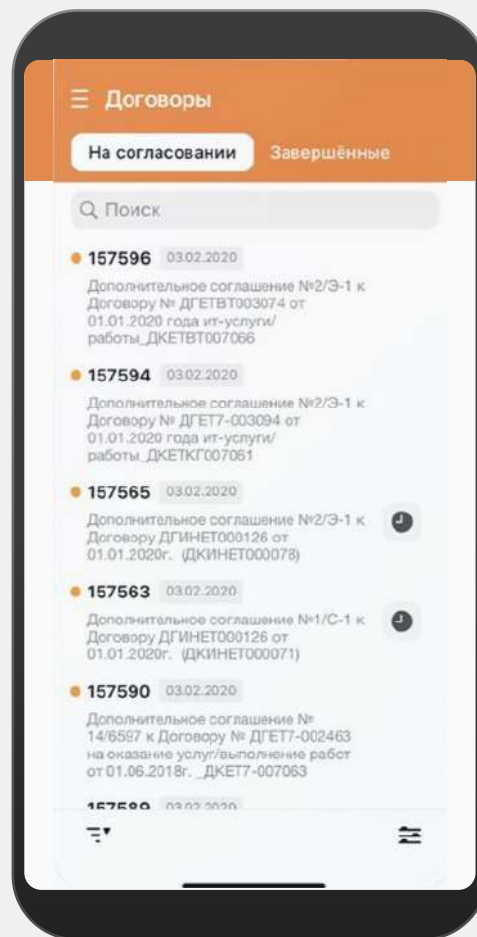 Договоры
На согласовании Завершённые
Поиск
157596 03.02.2020
Дополнительное соглашение №2/Э-1 к
Договору № ДГЕТВТ003074 от
01.01.2020 года ит-услуги/
работы_ДКЕТВТ007066
157594 03.02.2020
Дополнительное соглашение №2/Э-1 к
Договору № ДГЕТ7-003094 от
01.01.2020 года ит-услуги/
работы_ДКЕТКГ007061
157565 03.02.2020
Дополнительное соглашение №2/Э-1 к
Договору ДГИНЕТ000126 от
01.01.2020г. (ДКИНЕТ000078)
157563 03.02.2020
Дополнительное соглашение №1/С-1 к
Договору ДГИНЕТ000126 от
01.01.2020г. (ДКИНЕТ000071)
157590 03.02.2020
Дополнительное соглашение №
14/6597 к Договору № ДГЕТ7-002463
на оказание услуг/выполнение работ
от 01.06.2018г. _ДКЕТ7-007063
157589 03.02.2020